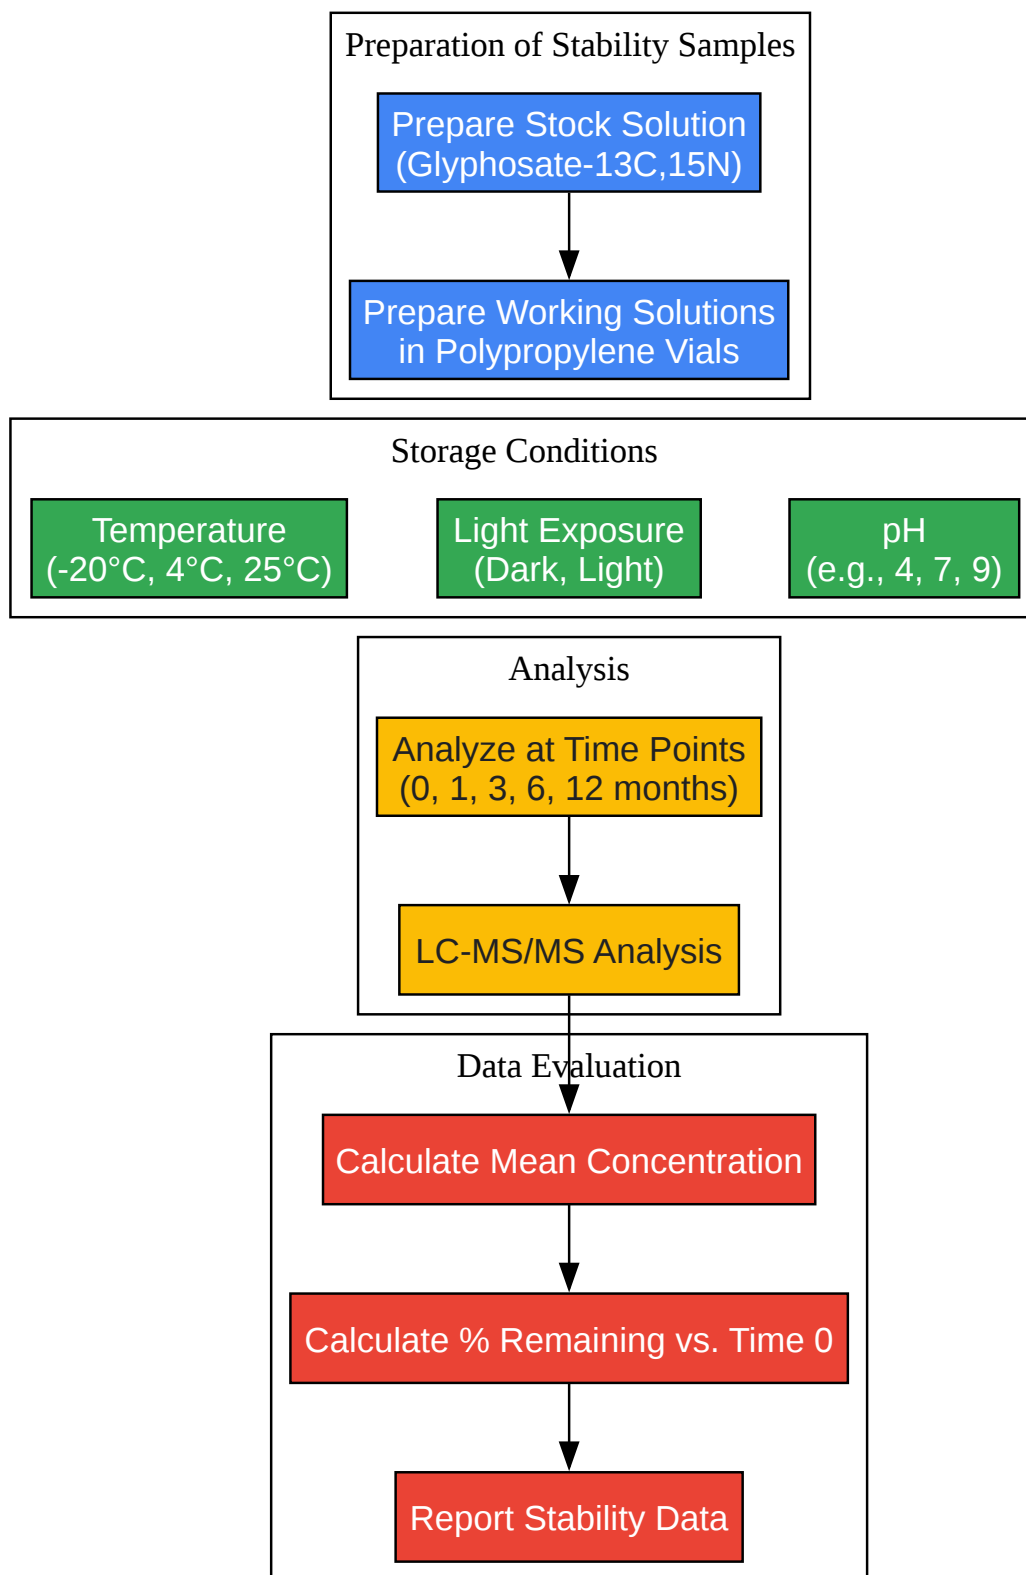 Preparation of Stability Samples
Prepare Stock Solution
(Glyphosate-13C,15N)
Prepare Working Solutions
in Polypropylene Vials
Storage Conditions
Temperature
(-20°C, 4°C, 25°C)
Light Exposure
(Dark, Light)
pH
(e.g., 4, 7, 9)
Analysis
Analyze at Time Points
(0, 1, 3, 6, 12 months)
LC-MS/MS Analysis
Data Evaluation
Calculate Mean Concentration
Calculate % Remaining vs. Time 0
Report Stability Data